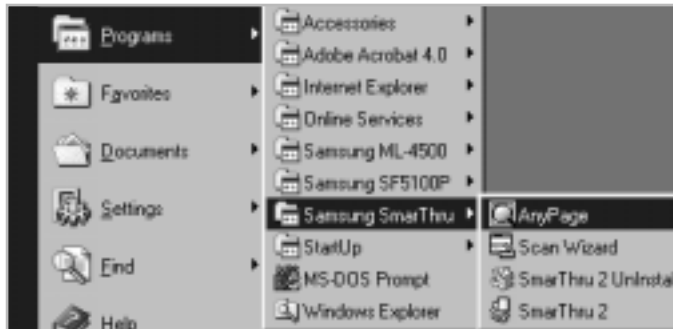 Programs
Favorites
Documents
Settings
Find
Help
Accessories
Adobe Acrobat 4.0
Internet Explorer
Online Services
Samsung ML-4500
Samsung SF5100P
Samsung SmarThru
StartUp
MS-DOS Prompt
Windows Explorer
AnyPage
Scan Wizard
SmarThru 2 UnInstal
SmarThru 2